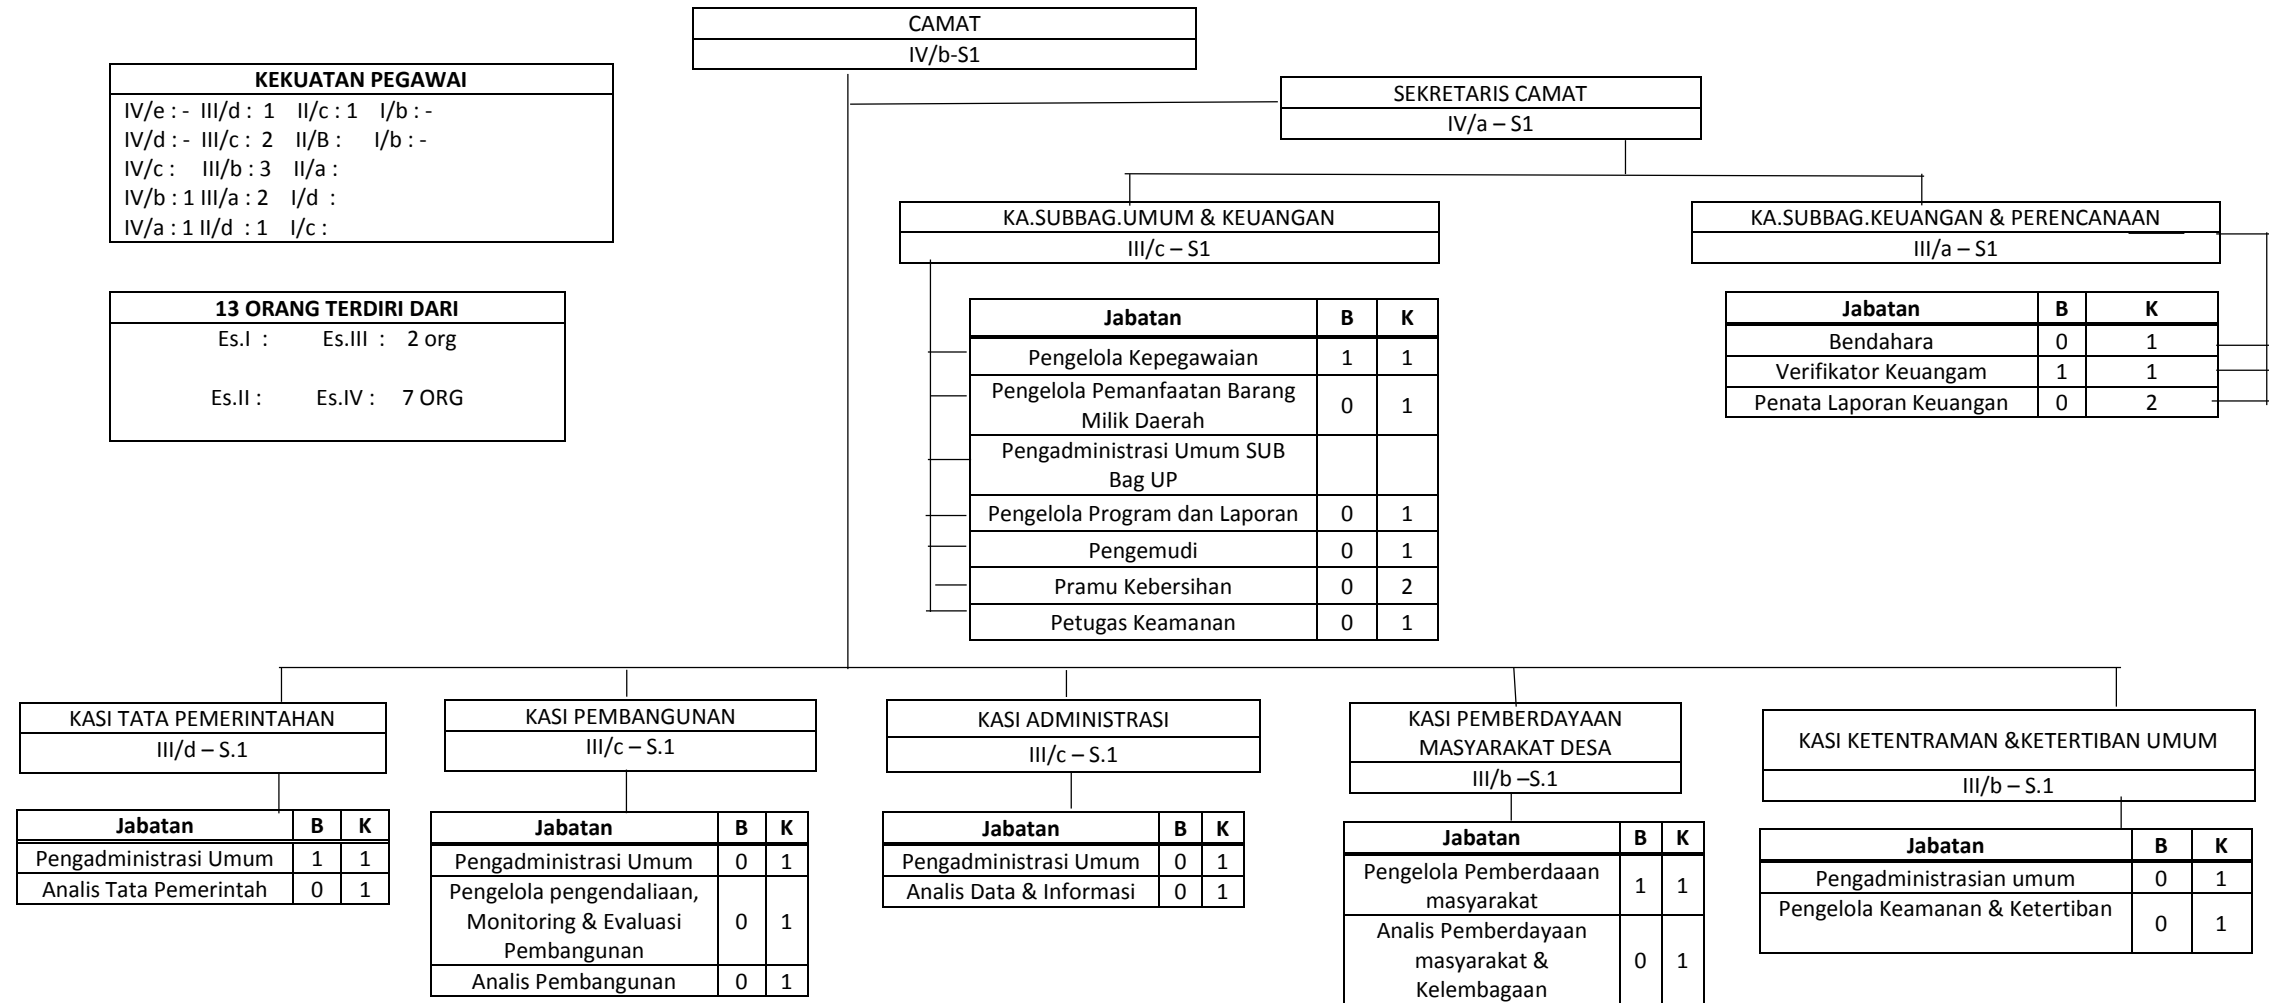 CAMAT
IV/b-S1
KEKUATAN PEGAWAI
IV/e : - III/d : 1 II/c : 1 I/b : -
IV/d : - III/c : 2 II/B : I/b : -
IV/c : III/b : 3 II/a :
IV/b : 1 III/a : 2 I/d :
IV/a : 1 II/d : 1 I/c :
SEKRETARIS CAMAT
IV/a – S1
13 ORANG TERDIRI DARI
Es.I : Es.III : 2 org
Es.II : Es.IV : 7 ORG
KA.SUBBAG.UMUM & KEUANGAN
III/c – S1
Jabatan B K
Pengelola Kepegawaian 1 1
Pengelola Pemanfaatan Barang
Milik Daerah 0 1
Pengadministrasi Umum SUB
Bag UP
Pengelola Program dan Laporan 0 1
Pengemudi 0 1
Pramu Kebersihan 0 2
Petugas Keamanan 0 1
KA.SUBBAG.KEUANGAN & PERENCANAAN
III/a – S1
Jabatan B K
Bendahara 0 1
Verifikator Keuangam 1 1
Penata Laporan Keuangan 0 2
KASI TATA PEMERINTAHAN
III/d – S.1
Jabatan B K
Pengadministrasi Umum 1 1
Analis Tata Pemerintah 0 1
KASI PEMBANGUNAN
III/c – S.1
Jabatan B K
Pengadministrasi Umum 0 1
Pengelola pengendaliaan,
Monitoring & Evaluasi 0 1
Pembangunan
Analis Pembangunan 0 1
KASI ADMINISTRASI
III/c – S.1
Jabatan B K
Pengadministrasi Umum 0 1
Analis Data & Informasi 0 1
KASI PEMBERDAYAAN
MASYARAKAT DESA
III/b –S.1
Jabatan B K
Pengelola Pemberdaaan
masyarakat 1 1
Analis Pemberdayaan
masyarakat & 0 1
Kelembagaan
KASI KETENTRAMAN &KETERTIBAN UMUM
III/b – S.1
Jabatan B K
Pengadministrasian umum 0 1
Pengelola Keamanan & Ketertiban 0 1